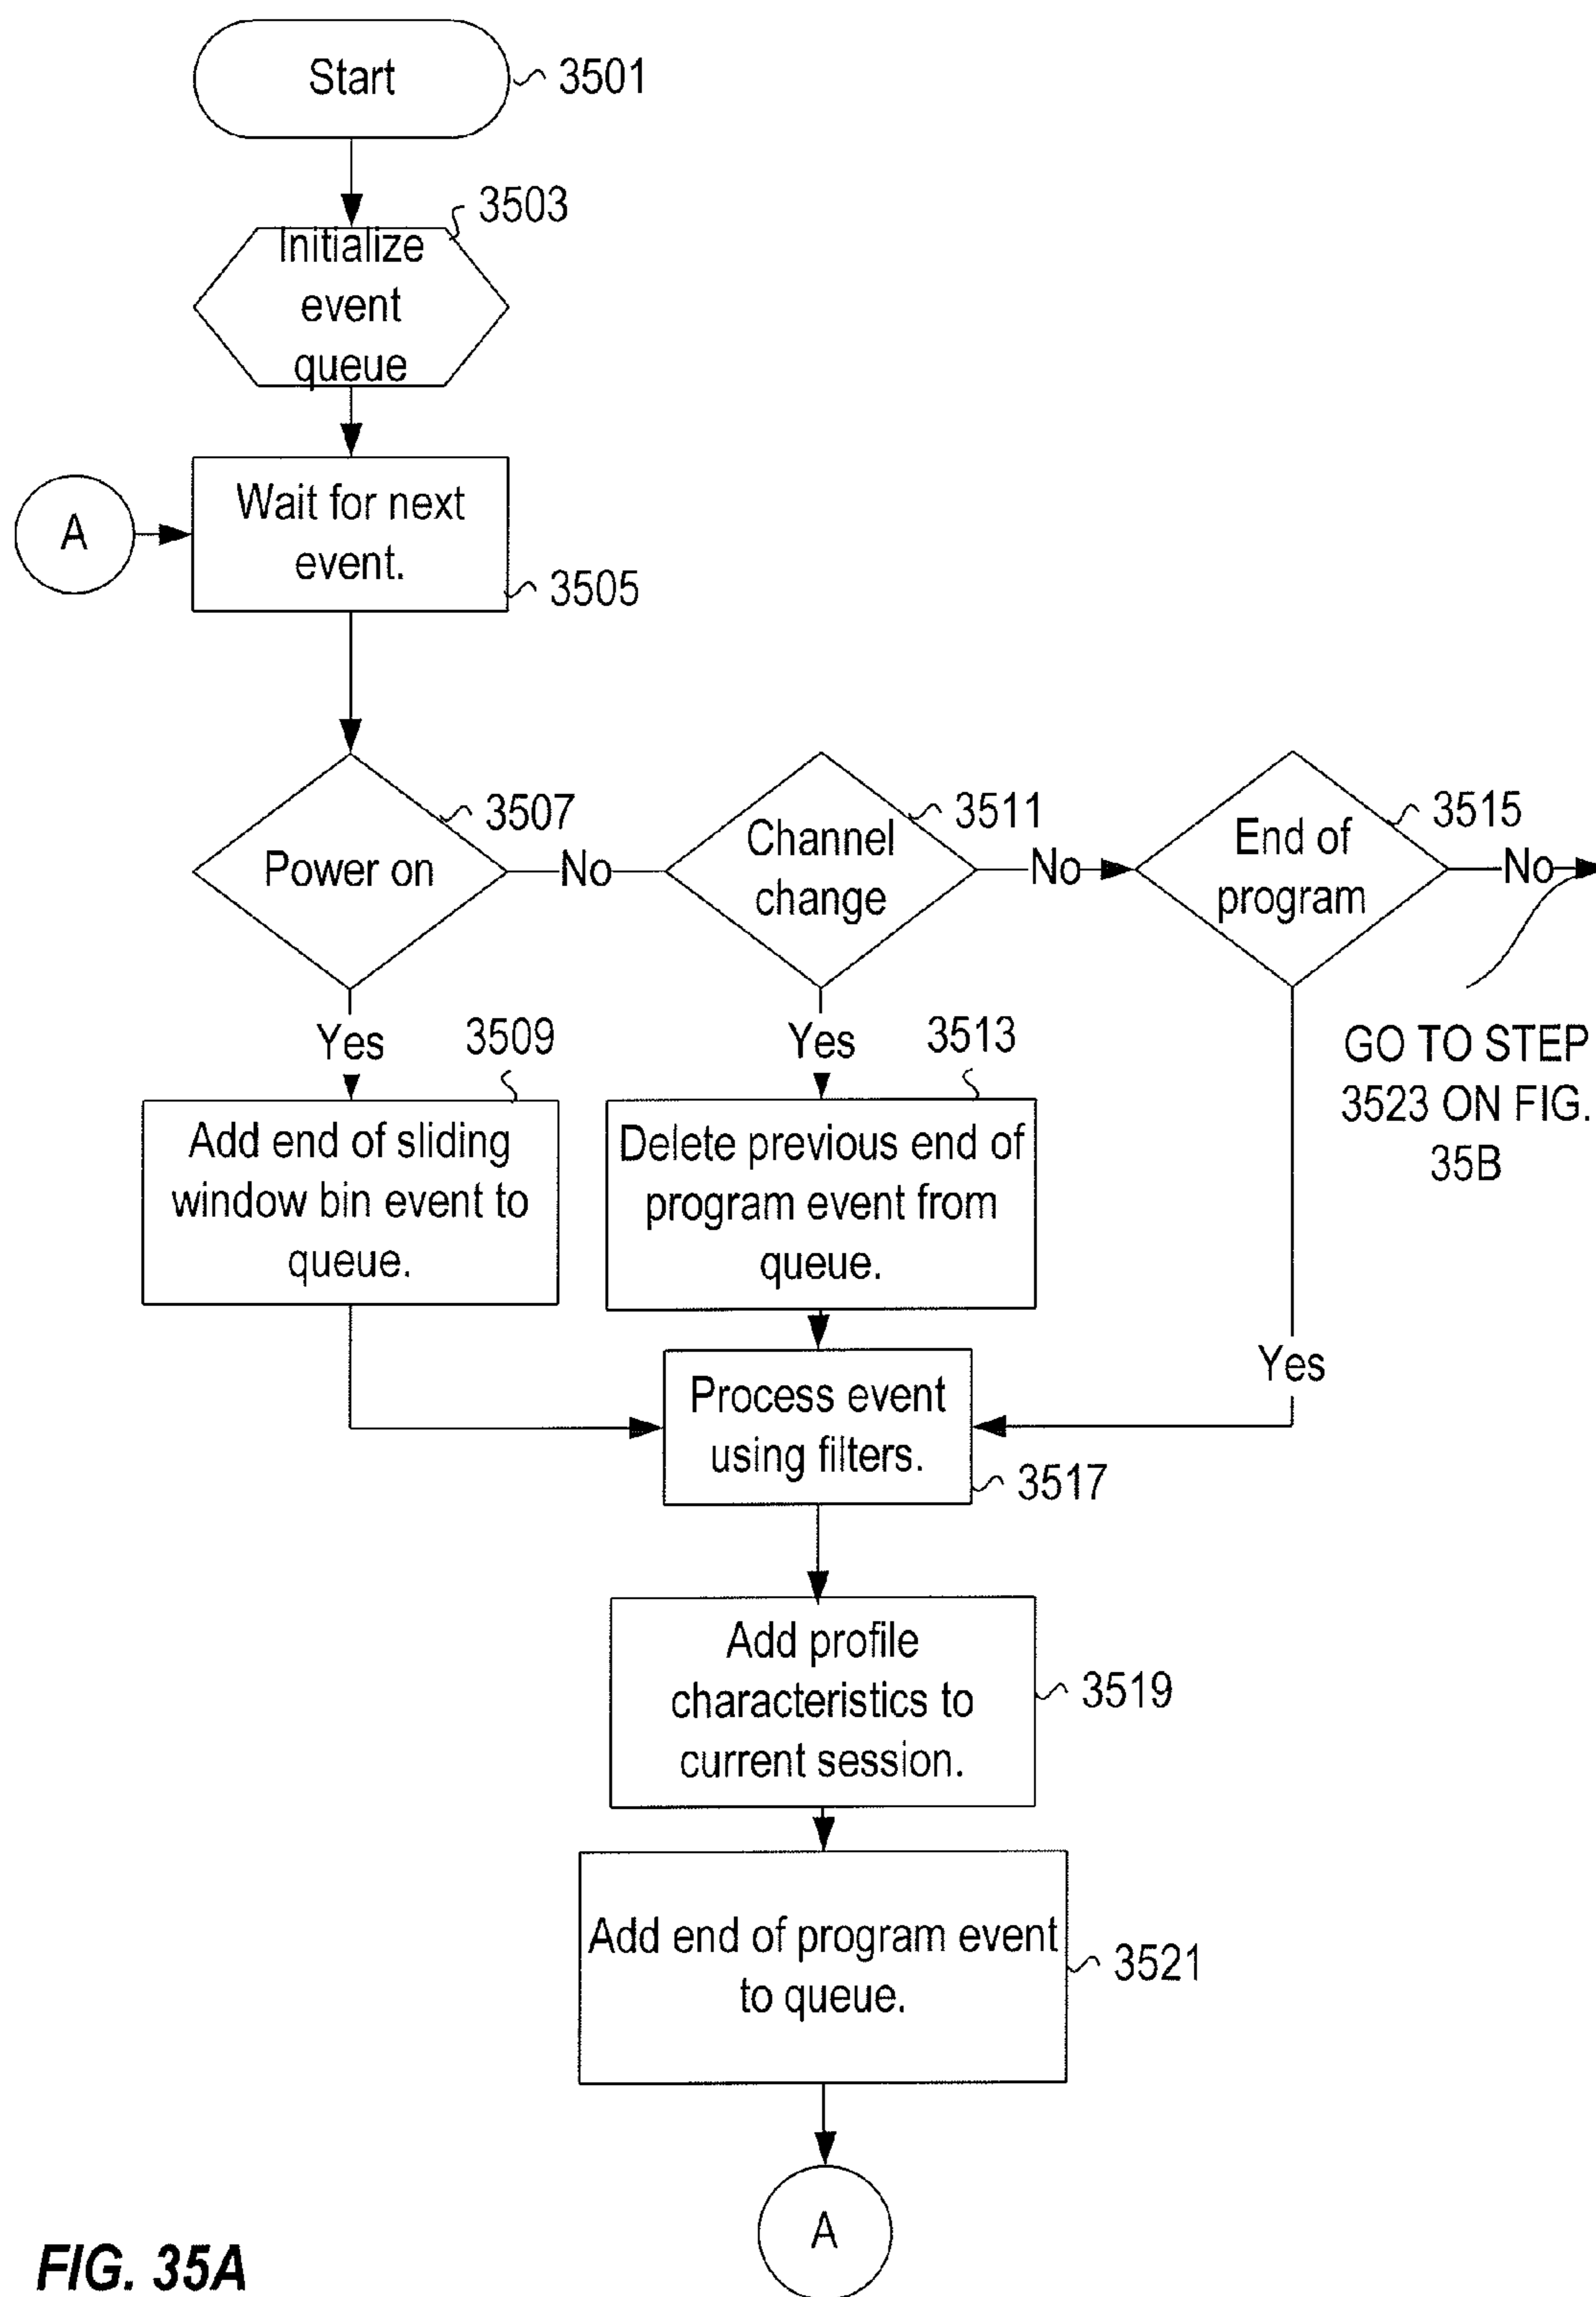 Start
3501
3503
Initialize
event
queue
A
Wait for next
event.
3505
Power on
3507
No
Channel
change
3511
No
End of
program
3515
No
Yes
3509
Yes
3513
GO TO STEP
3523 ON FIG.
35B
Add end of sliding
window bin event to
queue.
Delete previous end of
program event from
queue.
Yes
Process event
using filters.
3517
Add profile
characteristics to
current session.
3519
Add end of program event
to queue.
3521
A
FIG. 35A